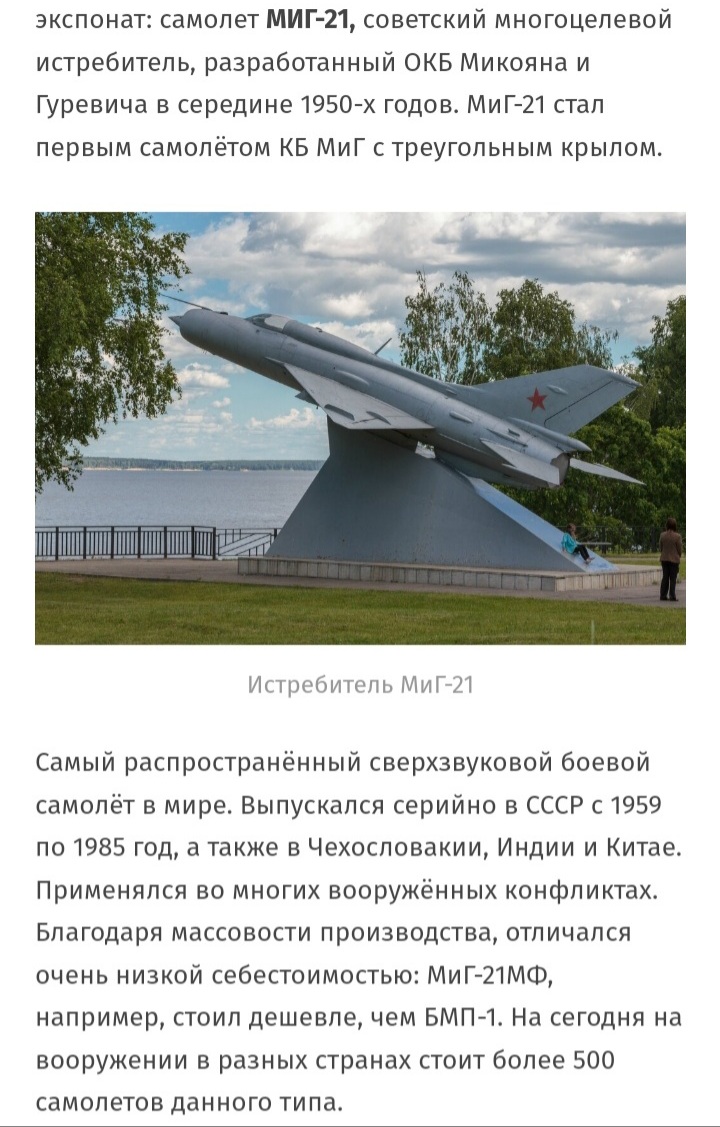 экспонат: самолет МИГ-21, советский многоцелевой
истребитель, разработанный ОКБ Микояна и
Гуревича в середине 1950-х годов. МиГ-21 стал
первым самолётом КБ МиГ с треугольным крылом.
Истребитель МиГ-21
Самый распространённый сверхзвуковой боевой
самолёт в мире. Выпускался серийно в СССР с 1959
по 1985 год, а также в Чехословакии, Индии и Китае.
Применялся во многих вооружённых конфликтах.
Благодаря массовости производства, отличался
очень низкой себестоимостью: МиГ-21МФ,
например, стоил дешевле, чем БМП-1. На сегодня на
вооружении в разных странах стоит более 500
самолетов данного типа.